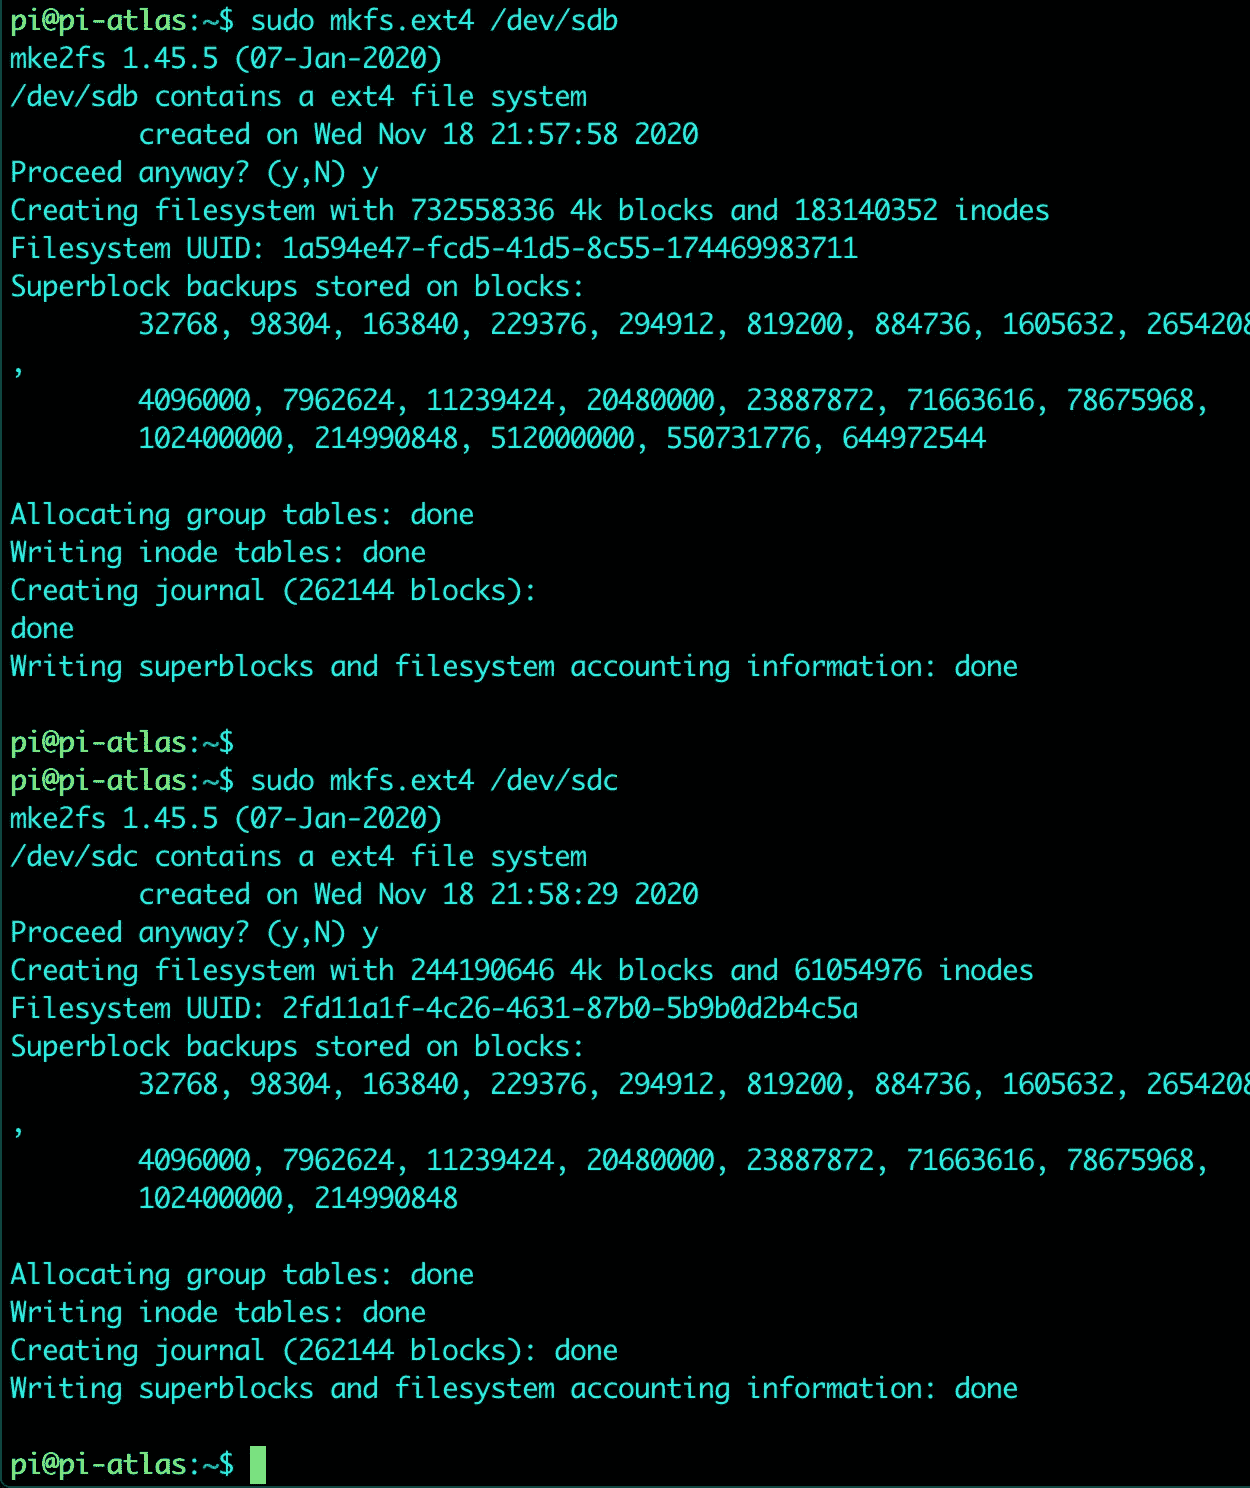 pi@pi-atlas:~$ sudo mkfs.ext4 /dev/sdb
mke2fs 1.45.5 (07-Jan-2020)
/dev/sdb contains a ext4 file system
        created on Wed Nov 18 21:57:58 2020
Proceed anyway? (y,N) y
Creating filesystem with 732558336 4k blocks and 183140352 inodes
Filesystem UUID: 1a594e47-fcd5-41d5-8c55-174469983711
Superblock backups stored on blocks:
        32768, 98304, 163840, 229376, 294912, 819200, 884736, 1605632, 2654208
,
        4096000, 7962624, 11239424, 20480000, 23887872, 71663616, 78675968,
        102400000, 214990848, 512000000, 550731776, 644972544

Allocating group tables: done
Writing inode tables: done
Creating journal (262144 blocks):
done
Writing superblocks and filesystem accounting information: done

pi@pi-atlas:~$
pi@pi-atlas:~$ sudo mkfs.ext4 /dev/sdc
mke2fs 1.45.5 (07-Jan-2020)
/dev/sdc contains a ext4 file system
        created on Wed Nov 18 21:58:29 2020
Proceed anyway? (y,N) y
Creating filesystem with 244190646 4k blocks and 61054976 inodes
Filesystem UUID: 2fd11a1f-4c26-4631-87b0-5b9b0d2b4c5a
Superblock backups stored on blocks:
        32768, 98304, 163840, 229376, 294912, 819200, 884736, 1605632, 2654208
,
        4096000, 7962624, 11239424, 20480000, 23887872, 71663616, 78675968,
        102400000, 214990848

Allocating group tables: done
Writing inode tables: done
Creating journal (262144 blocks): done
Writing superblocks and filesystem accounting information: done

pi@pi-atlas:~$